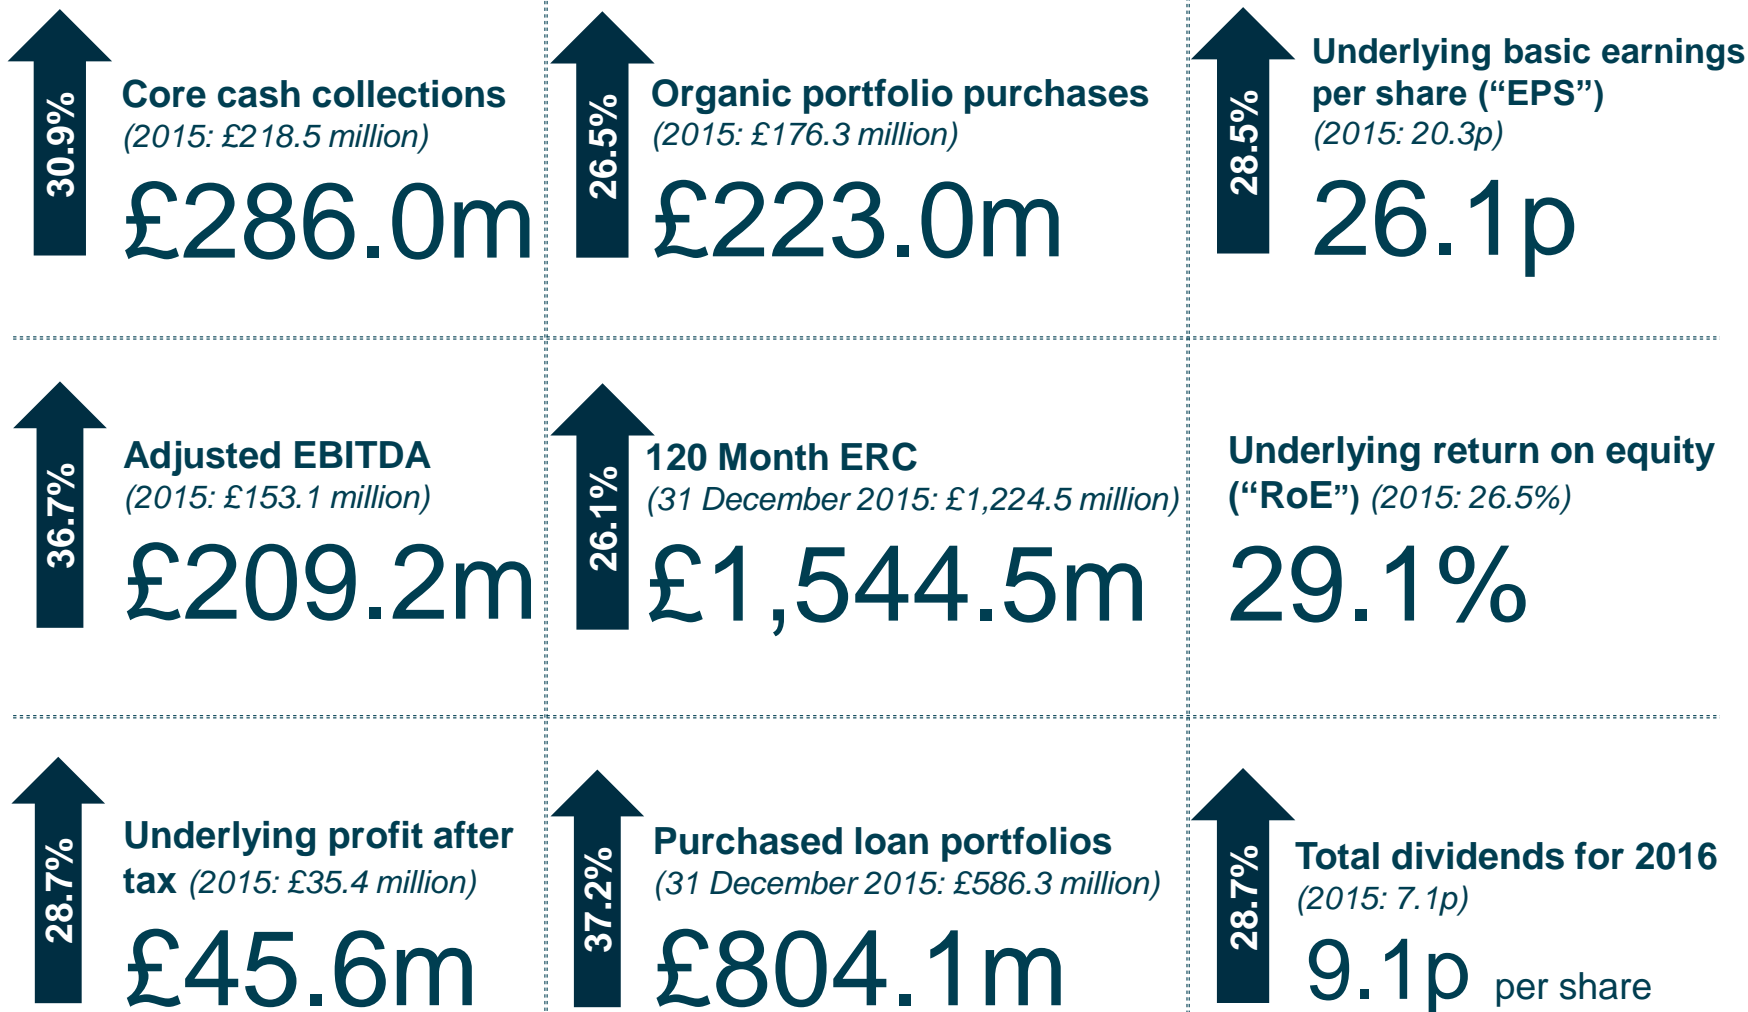 30.9%
Core cash collections
(2015: £218.5 million)
£286.0m
26.5%
Organic portfolio purchases
(2015: £176.3 million)
£223.0m
28.5%
Underlying basic earnings
per share (“EPS”)
(2015: 20.3p)
26.1p
36.7%
Adjusted EBITDA
(2015: £153.1 million)
£209.2m
26.1%
120 Month ERC
(31 December 2015: £1,224.5 million)
£1,544.5m
Underlying return on equity
(“RoE”) (2015: 26.5%)
29.1%
28.7%
Underlying profit after
tax (2015: £35.4 million)
£45.6m
37.2%
Purchased loan portfolios
(31 December 2015: £586.3 million)
£804.1m
28.7%
Total dividends for 2016
(2015: 7.1p)
9.1p per share